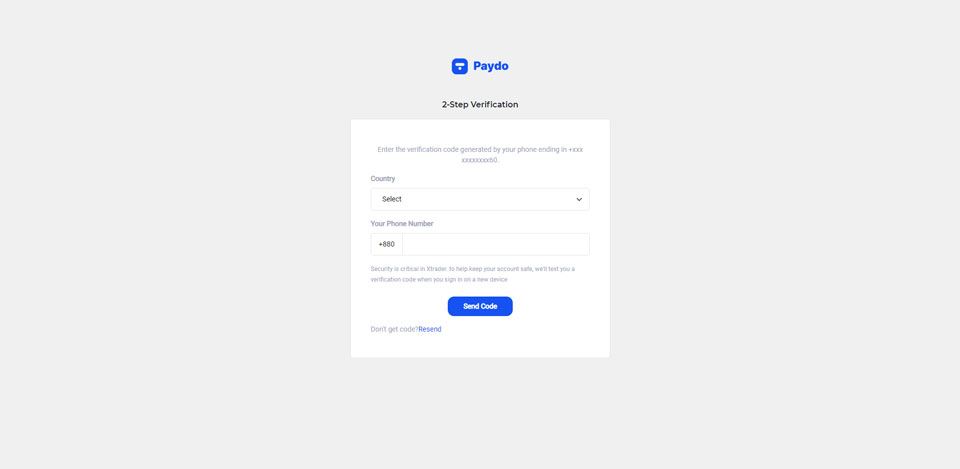 Paydo
2-Step Verification
Enter the verification code generated by your phone ending in +xxx
xxxxxxxx60.
Country
Select
Your Phone Number
+880
Security is critical in Xtrader. to help keep your account safe, we'll text you a
verification code when you sign in on a new device
Send Code
Don't get code?Resend